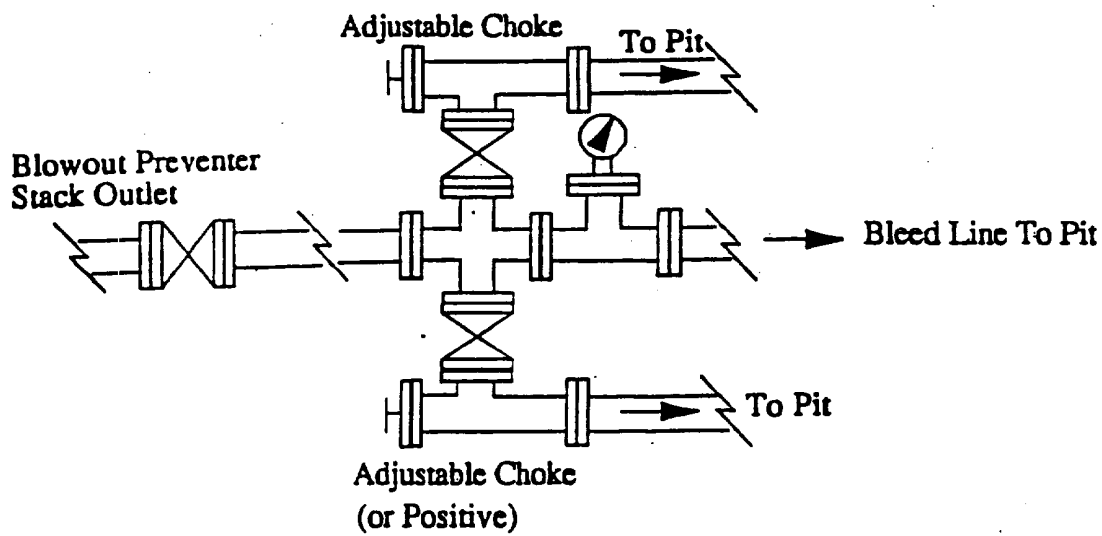 Adjustable Choke
To Pit
Blowout Preventer
Stack Outlet
Bleed Line To Pit
To Pit
Adjustable Choke
(or Positive)